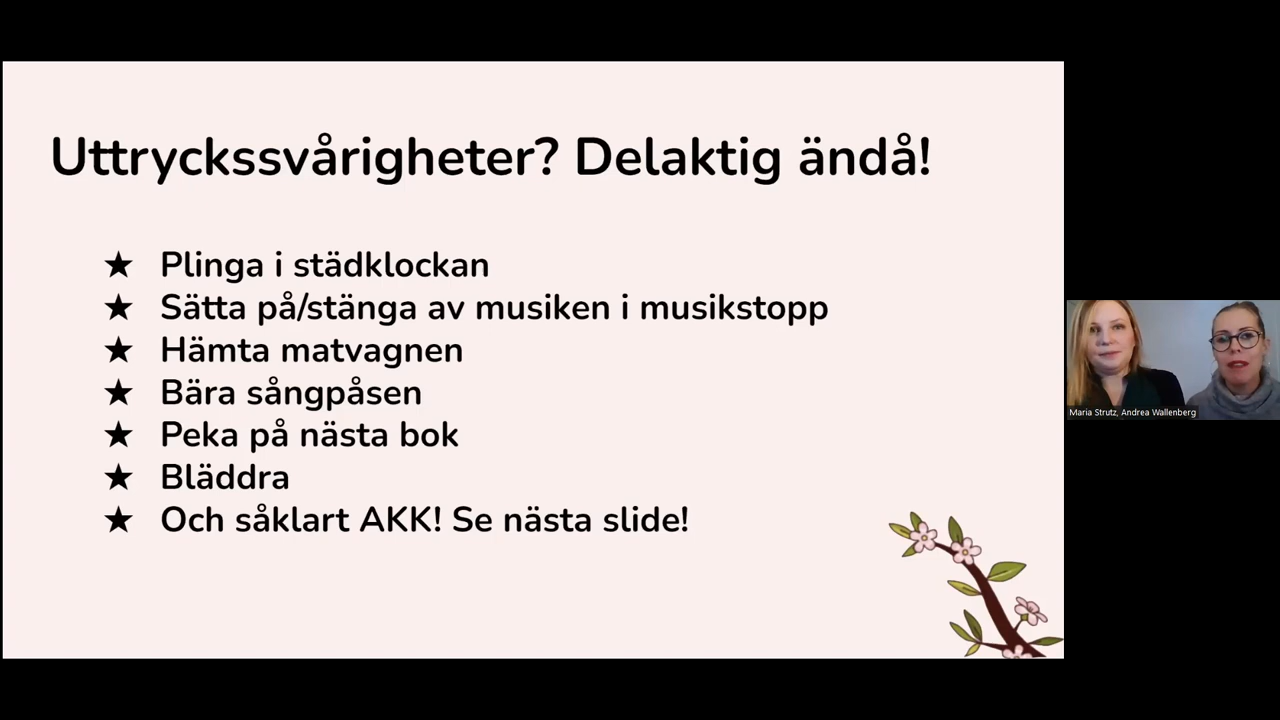 Uttryckssvårigheter? Delaktig ändå!
★ Plinga i städklockan
★ Sätta på/stänga av musiken i musikstopp
★ Hämta matvagnen
★ Bära sångpåsen
★ Peka på nästa bok
★ Bläddra
★ Och såklart AKK! Se nästa slide!
Maria Strutz, Andrea Wallenberg